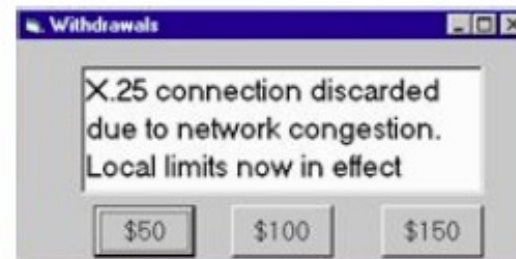 Withdrawals
X.25 connection discarded
due to network congestion.
Local limits now in effect
$50 $100 $150